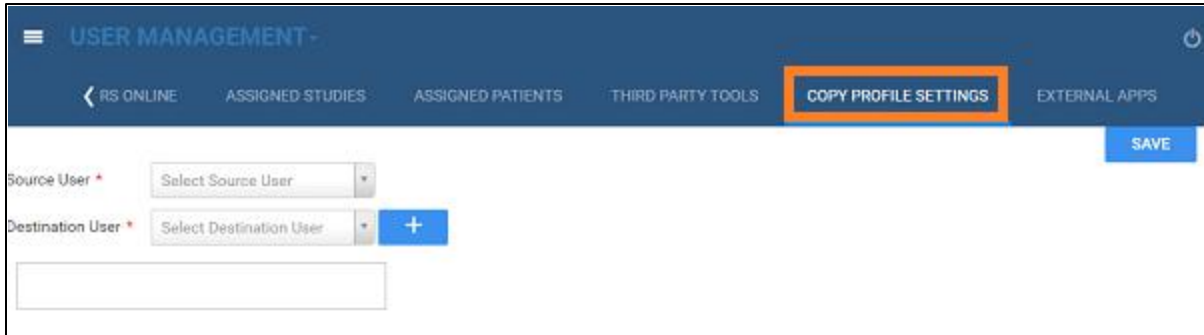 USER MANAGEMENT-
RS ONLINE ASSIGNED STUDIES ASSIGNED PATIENTS THIRD PARTY TOOLS COPY PROFILE SETTINGS EXTERNAL APPS
SAVE
Source User * Select Source User
Destination User * Select Destination User +